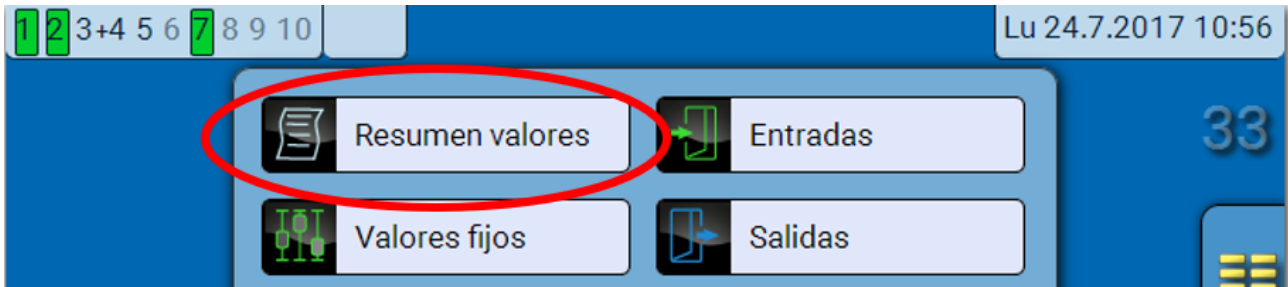 1 2 3+4 5 6 7 8 9 10
Lu 24.7.2017 10:56
Resumen valores
Entradas
33
Valores fijos
Salidas